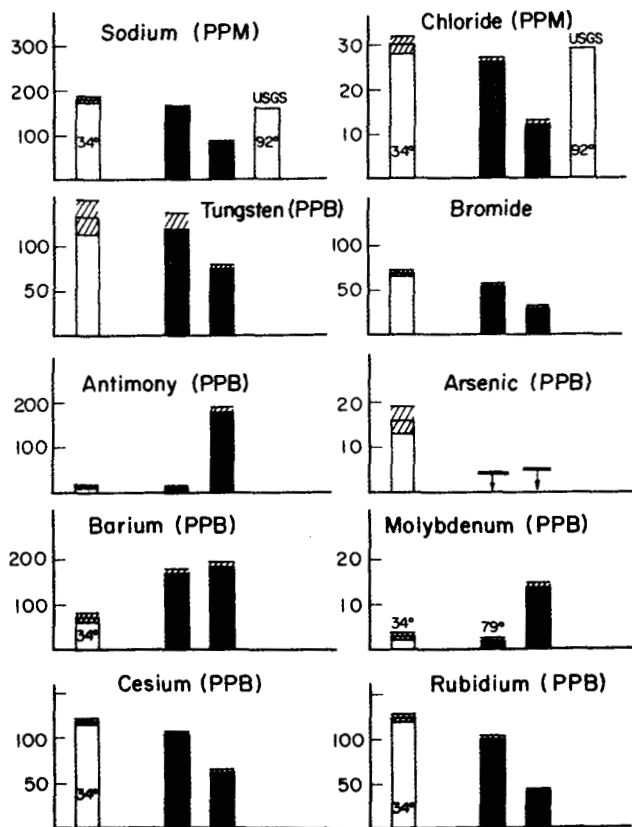 Sodium (PPM)
300
200
100
34°
USGS
92°
Chloride (PM)
30
20
10
34°
USGS
92°
Tungsten (PPB)
100
50
Bromide
100
50
Antimony (PPB)
200
100
Arsenic (PPB)
20
10
Barium (PPB)
200
100
34°
Molybdenum (PPB)
20
10
34°
79°
Cesium (PPB)
100
50
34°
Rubidium (PPB)
100
50
34°